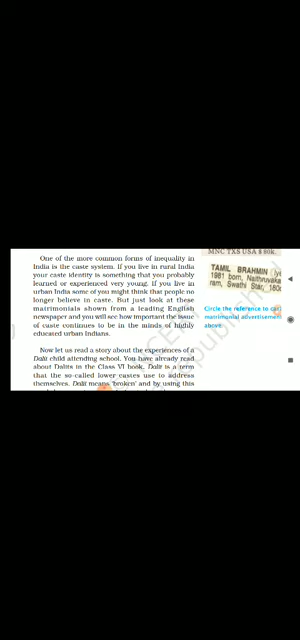 One of the more common forms of inequality in
India is the caste system. If you live in rural India
your caste identity is something that you probably
learned or experienced very young. If you live in
urban India some of you might think that people no
longer believe in caste. But just look at these
matrimonials shown from a leading English
newspaper and you will see how important the issue
of caste continues to be in the minds of highly
educated urban Indians.
Now let us read a story about the experiences of a
Dalit child attending school. You have already read
about Dalits in the Class VI book. Dalit is a term
that the so-called lower castes use to address
themselves. Dalit means 'broken' and by using this
MNC TXS USA $ 80k.
TAMIL BRAHMIN
1981 born,
ram, Swathi Star,
Circle the reference to
matrimonial
above